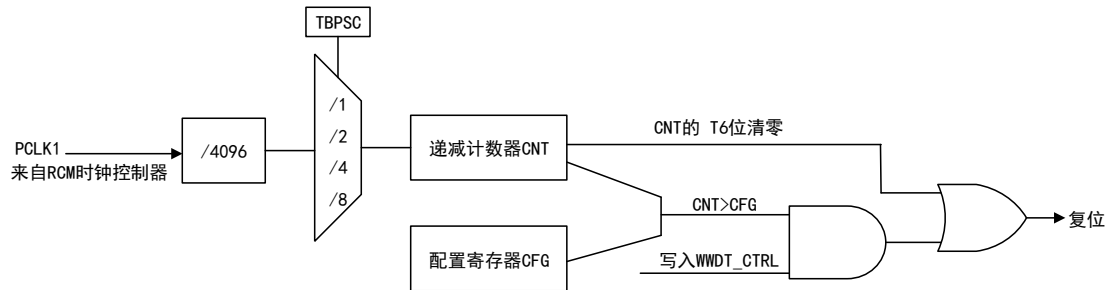 TBPSC
/1
/2
/4
/8
PCLK1
来自RCM时钟控制器
/4096
递减计数器CNT
CNT的 T6位清零
CNT>CFG
配置寄存器CFG
写入WWDT_CTRL
复位